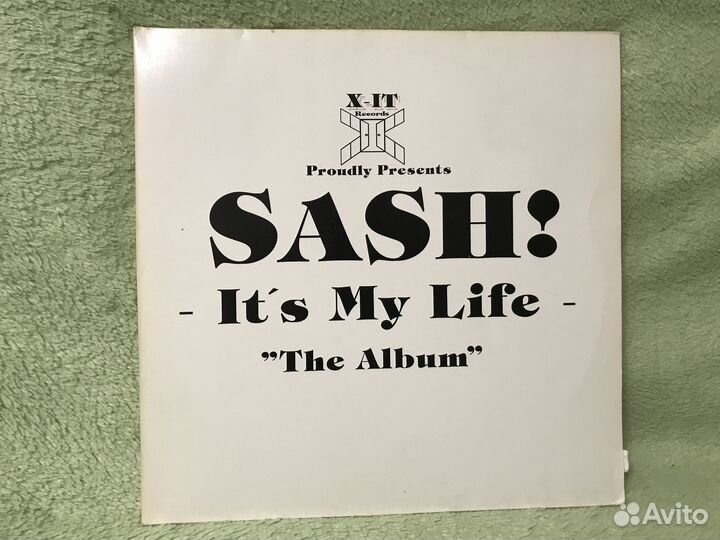 X-IT
Records
Proudly Presents
SASH!
- It´s My Life -
"The Album"
Avito